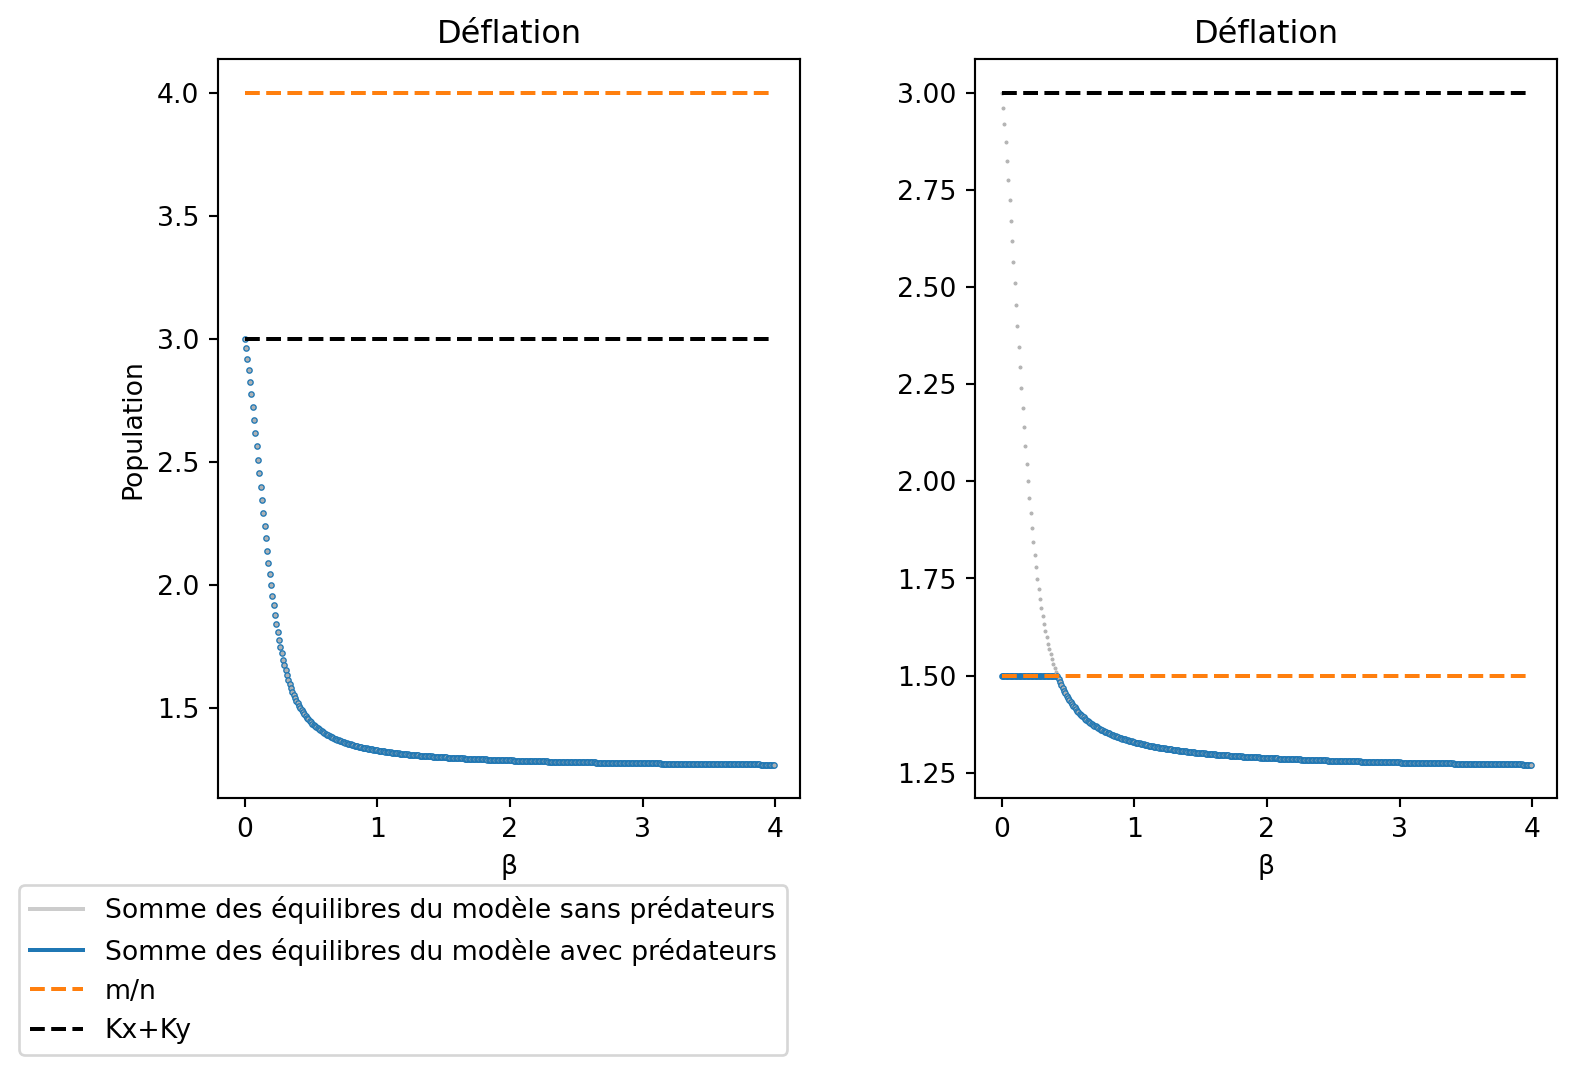 Déflation
4.0
3.5
3.0
2.5
2.0
1.5
Population
0 1 2 3 4
β
Déflation
3.00
2.75
2.50
2.25
2.00
1.75
1.50
1.25
0 1 2 3 4
β
Somme des équilibres du modèle sans prédateurs
Somme des équilibres du modèle avec prédateurs
m/n
Kx+Ky